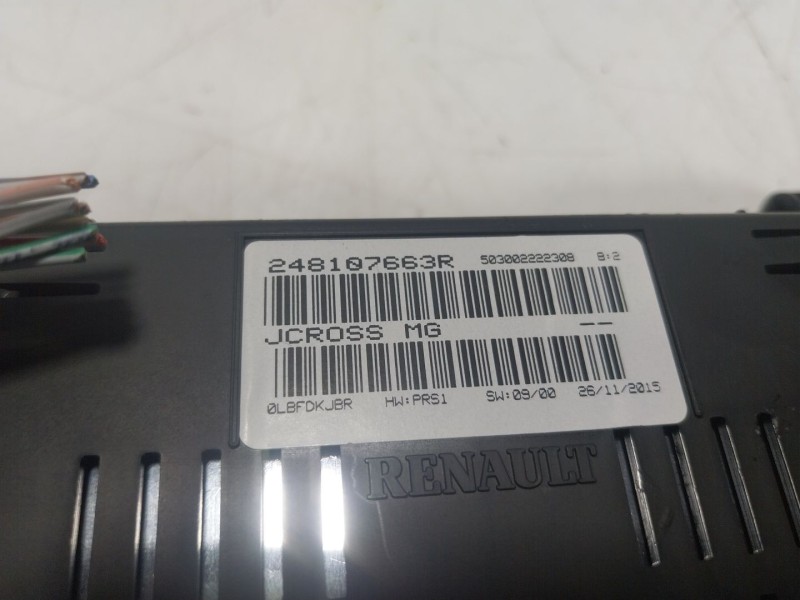 248107663R 503002222308 B:2
JCROSS MG --
0LBFDKJBR HW:PRS1 SW:09/00 26/11/2015
RENAULT